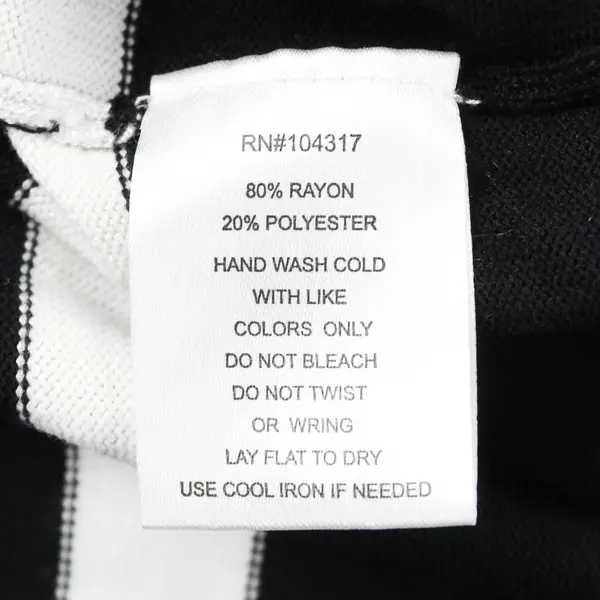 RN#104317
80% RAYON
20% POLYESTER
HAND WASH COLD
WITH LIKE
COLORS ONLY
DO NOT BLEACH
DO NOT TWIST
OR WRING
LAY FLAT TO DRY
USE COOL IRON IF NEEDED